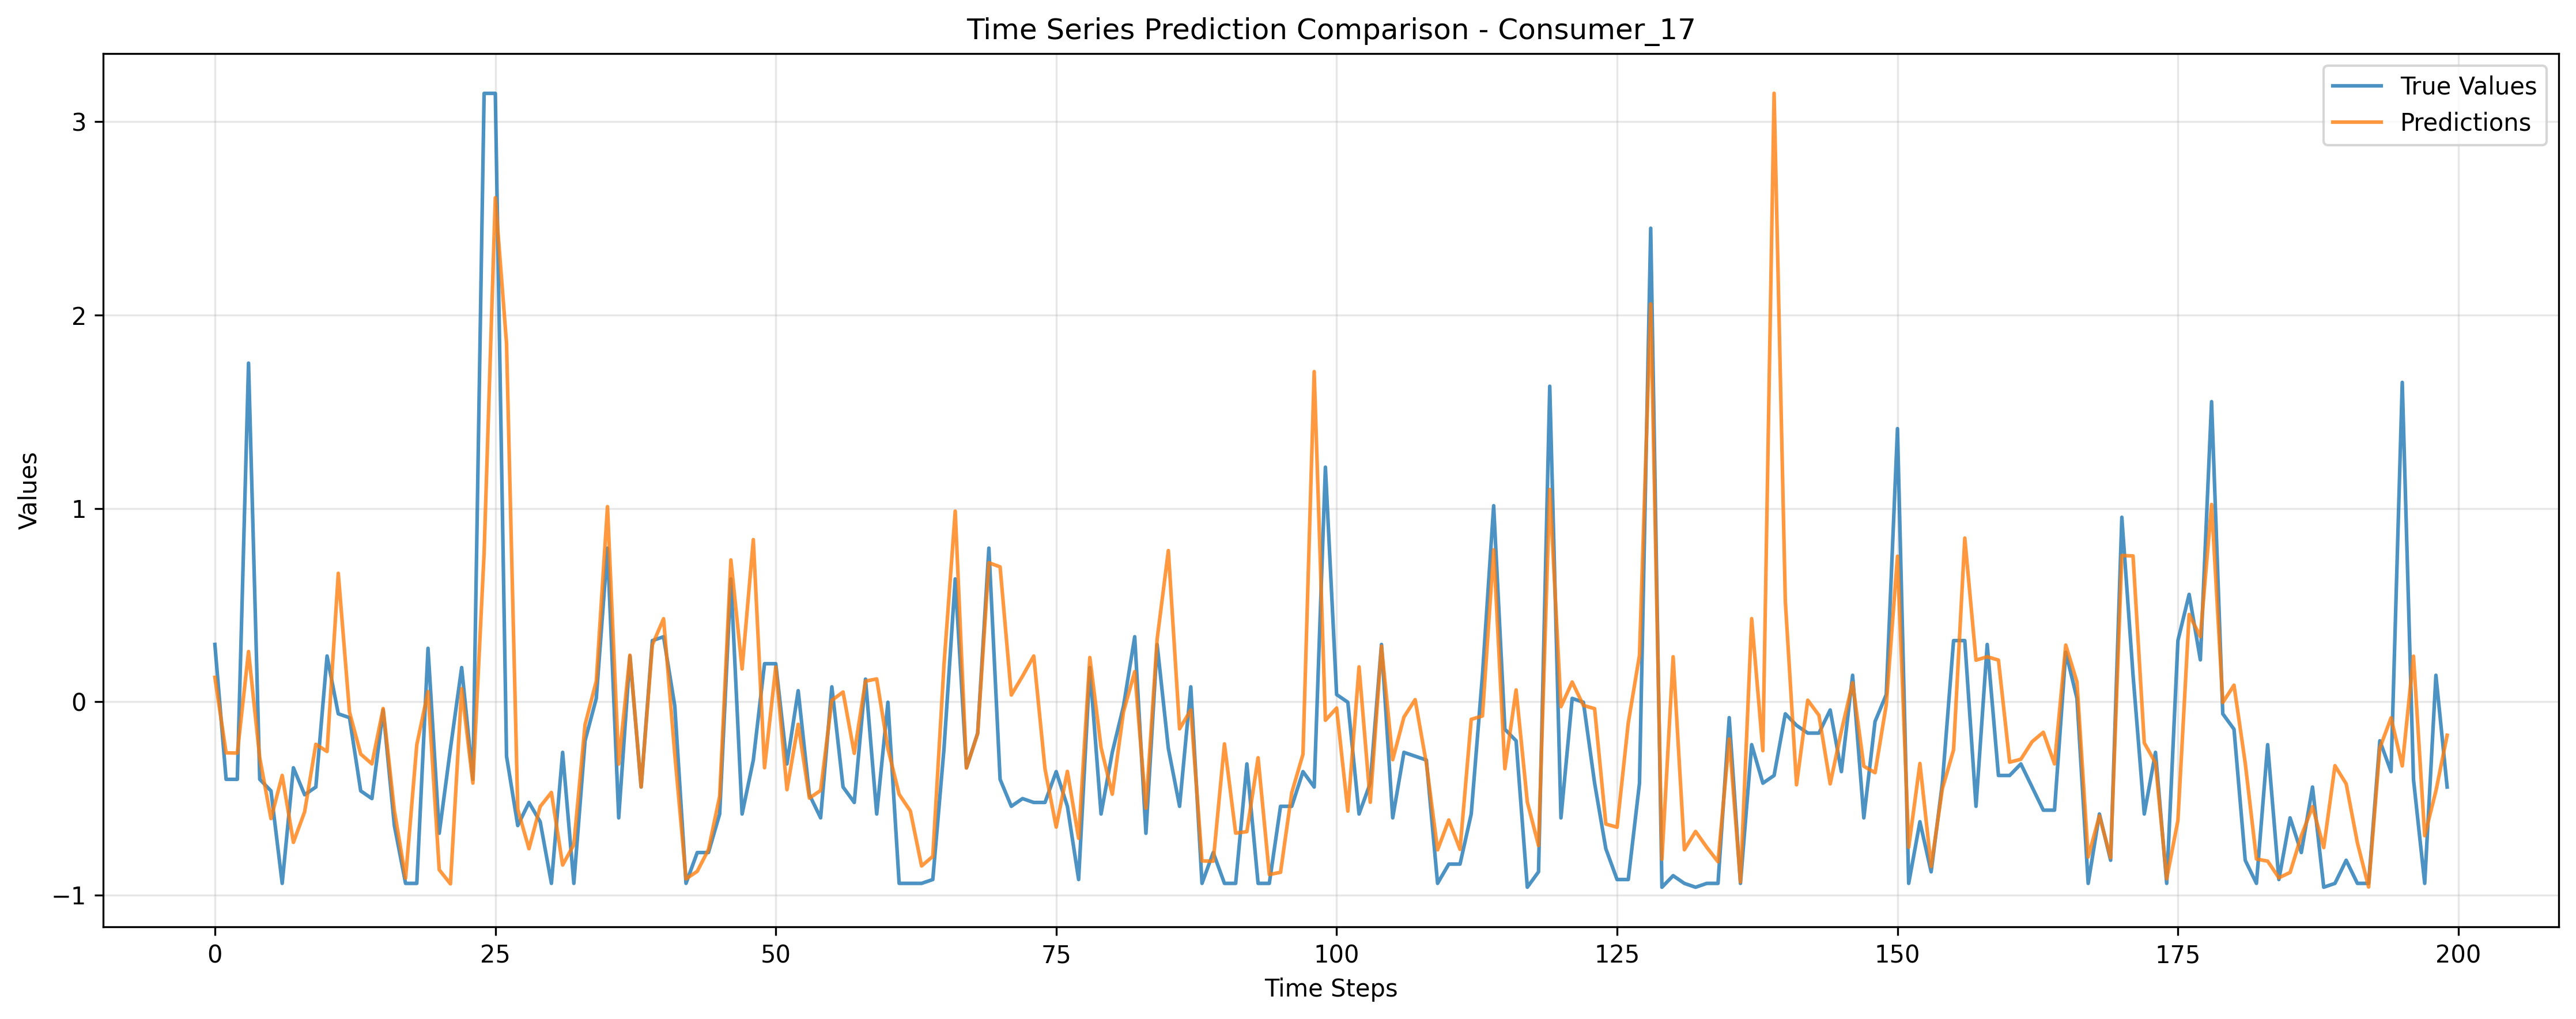 Time Series Prediction Comparison - Consumer_17
True Values
Predictions
Values
3
2
1
0
−1
0 25 50 75 100 125 150 175 200
Time Steps